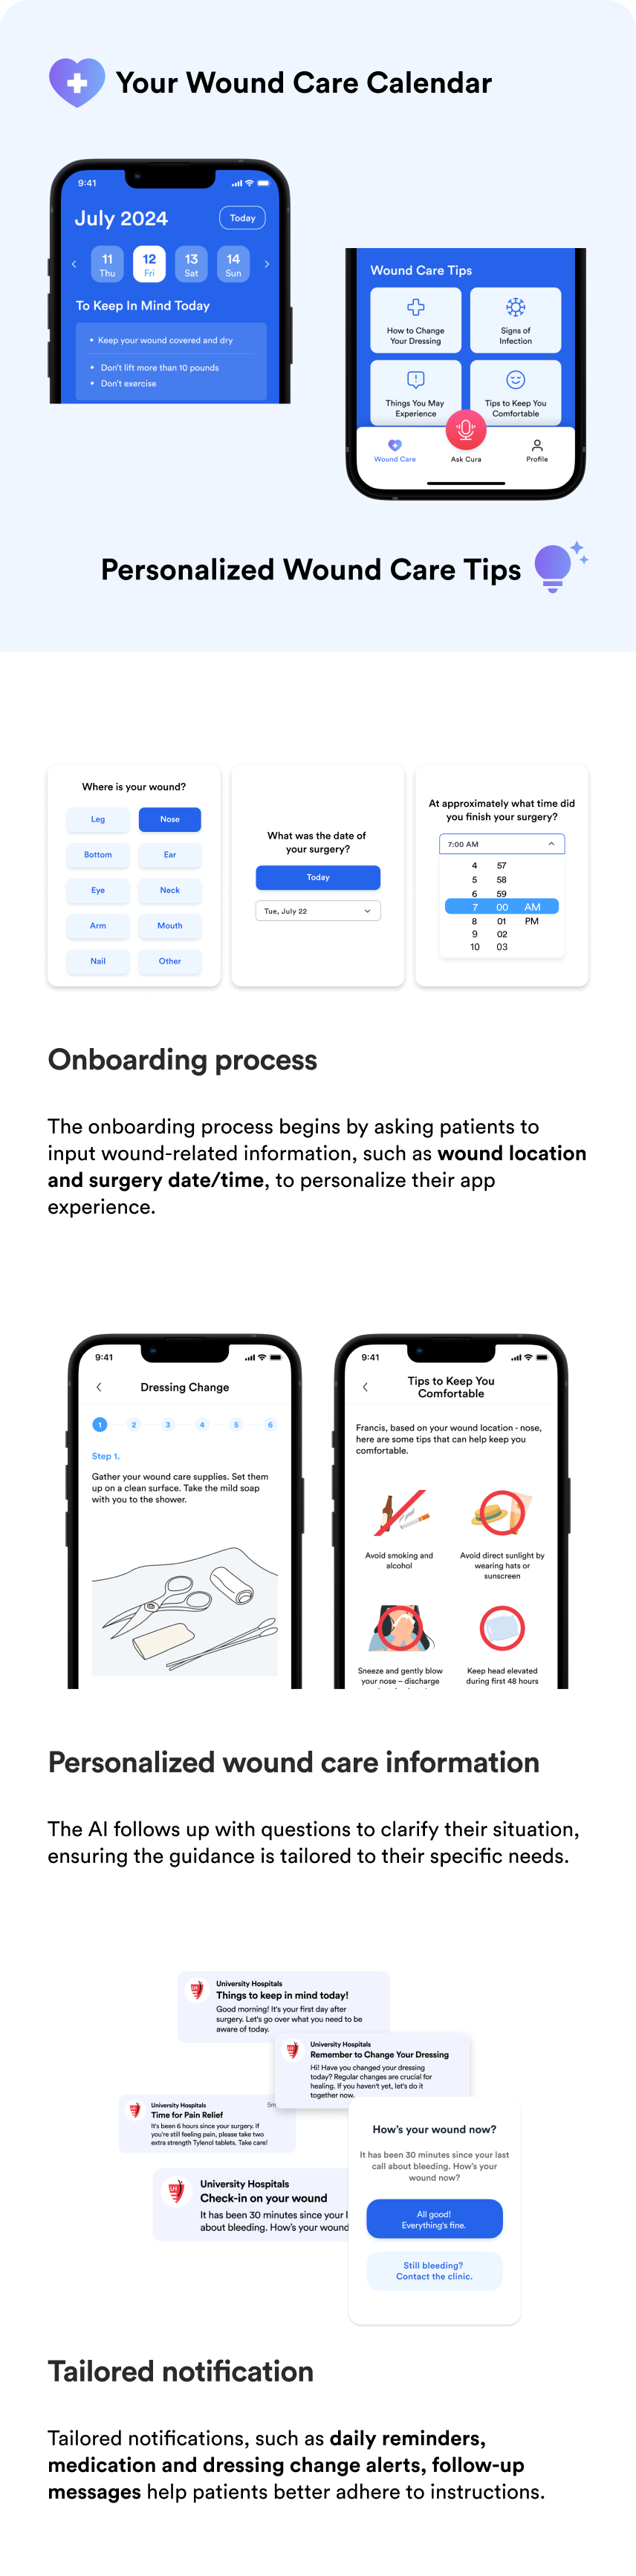 Your Wound Care Calendar
9:41
July 2024
Today
11
Thu
12
Fri
13
Sat
14
Sun
To Keep In Mind Today
• Keep your wound covered and dry
• Don't lift more than 10 pounds
• Don't exercise
Wound Care Tips
How to Change
Your Dressing
Signs of
Infection
Things You May
Experience
Tips to Keep You
Comfortable
Wound Care
Ask Cura
Profile
Personalized Wound Care Tips
Where is your wound?
Leg
Nose
Bottom
Ear
Eye
Neck
Arm
Mouth
Nail
Other
What was the date of
your surgery?
Today
Tue, July 22
At approximately what time did
you finish your surgery?
7:00 AM
4 57
5 58
6 59
7 00 AM
8 01 PM
9 02
10 03
Onboarding process
The onboarding process begins by asking patients to
input wound-related information, such as wound location
and surgery date/time, to personalize their app
experience.
9:41
Dressing Change
1 2 3 4 5 6
Step 1.
Gather your wound care supplies. Set them
up on a clean surface. Take the mild soap
with you to the shower.
9:41
Tips to Keep You
Comfortable
Francis, based on your wound location - nose,
here are some tips that can help keep you
comfortable.
Avoid smoking and
alcohol
Avoid direct sunlight by
wearing hats or
sunscreen
Sneeze and gently blow
your nose – discharge
Keep head elevated
during first 48 hours
Personalized wound care information
The AI follows up with questions to clarify their situation,
ensuring the guidance is tailored to their specific needs.
University Hospitals
Things to keep in mind today!
Good morning! It's your first day after
surgery. Let's go over what you need to be
aware of today.
University Hospitals
Remember to Change Your Dressing
Hi! Have you changed your dressing
today? Regular changes are crucial for
healing. If you haven't yet, let's do it
together now.
University Hospitals
5m
Time for Pain Relief
It's been 6 hours since your surgery. If
you're still feeling pain, please take two
extra strength Tylenol tablets. Take care!
UH
University Hospitals
Check-in on your wound
It has been 30 minutes since your l
about bleeding. How's your wound
How's your wound now?
It has been 30 minutes since your last
call about bleeding. How's your
wound now?
All good!
Everything's fine.
Still bleeding?
Contact the clinic.
Tailored notification
Tailored notifications, such as daily reminders,
medication and dressing change alerts, follow-up
messages help patients better adhere to instructions.